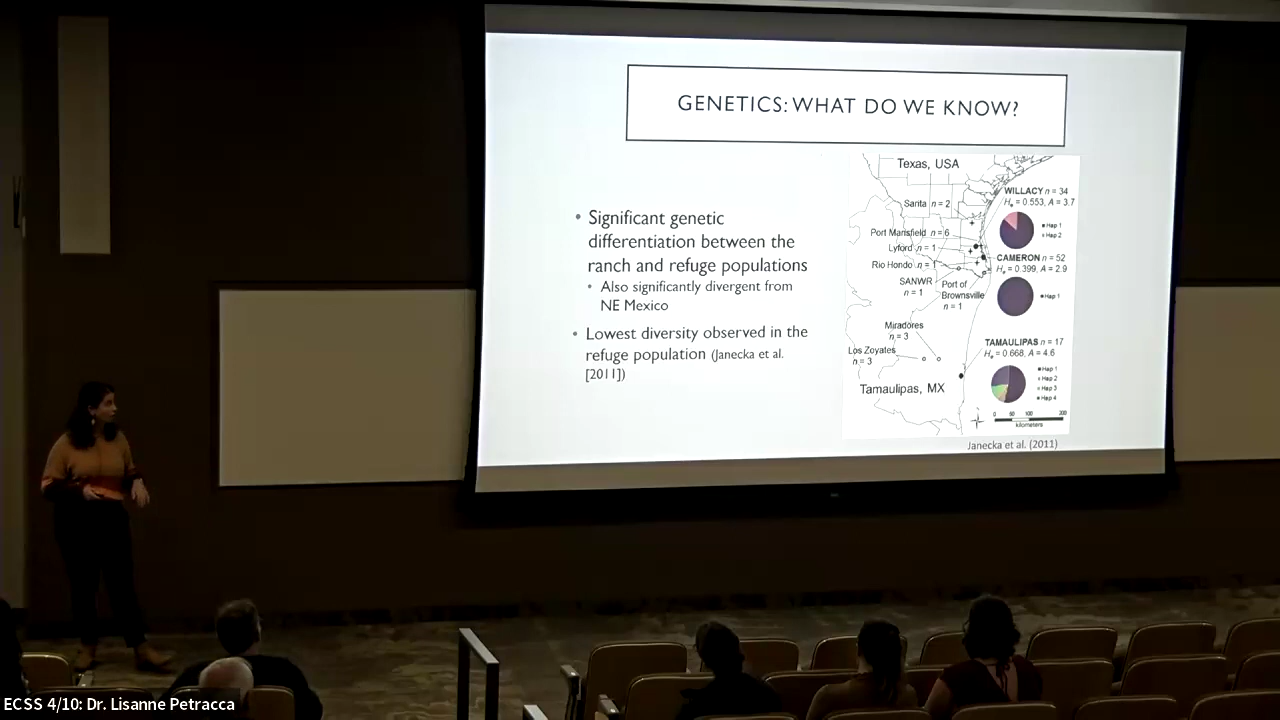 GENETICS: WHAT DO WE KNOW?
• Significant genetic
differentiation between the
ranch and refuge populations
• Also significantly divergent from
NE Mexico
• Lowest diversity observed in the
refuge population (Janecka et al.
[2011])
Texas, USA
Santa n = 2
Port Mansfield n = 6
Lyford n = 1
Rio Hondo n = 1
SANWR
n = 1
Port of
Brownsville
n = 1
Miradores
n = 3
Los Zoyates
n = 3
Tamaulipas, MX
WILLACY n = 34
He = 0.553, A = 3.7
Hap 1
Hap 2
CAMERON n = 52
He = 0.399, A = 2.9
Hap 1
TAMAULIPAS n = 17
He = 0.668, A = 4.6
Hap 1
Hap 2
Hap 3
Hap 4
0 50 100 200
kilometers
Janecka et al. (2011)
ECSS 4/10: Dr. Lisanne Petracca